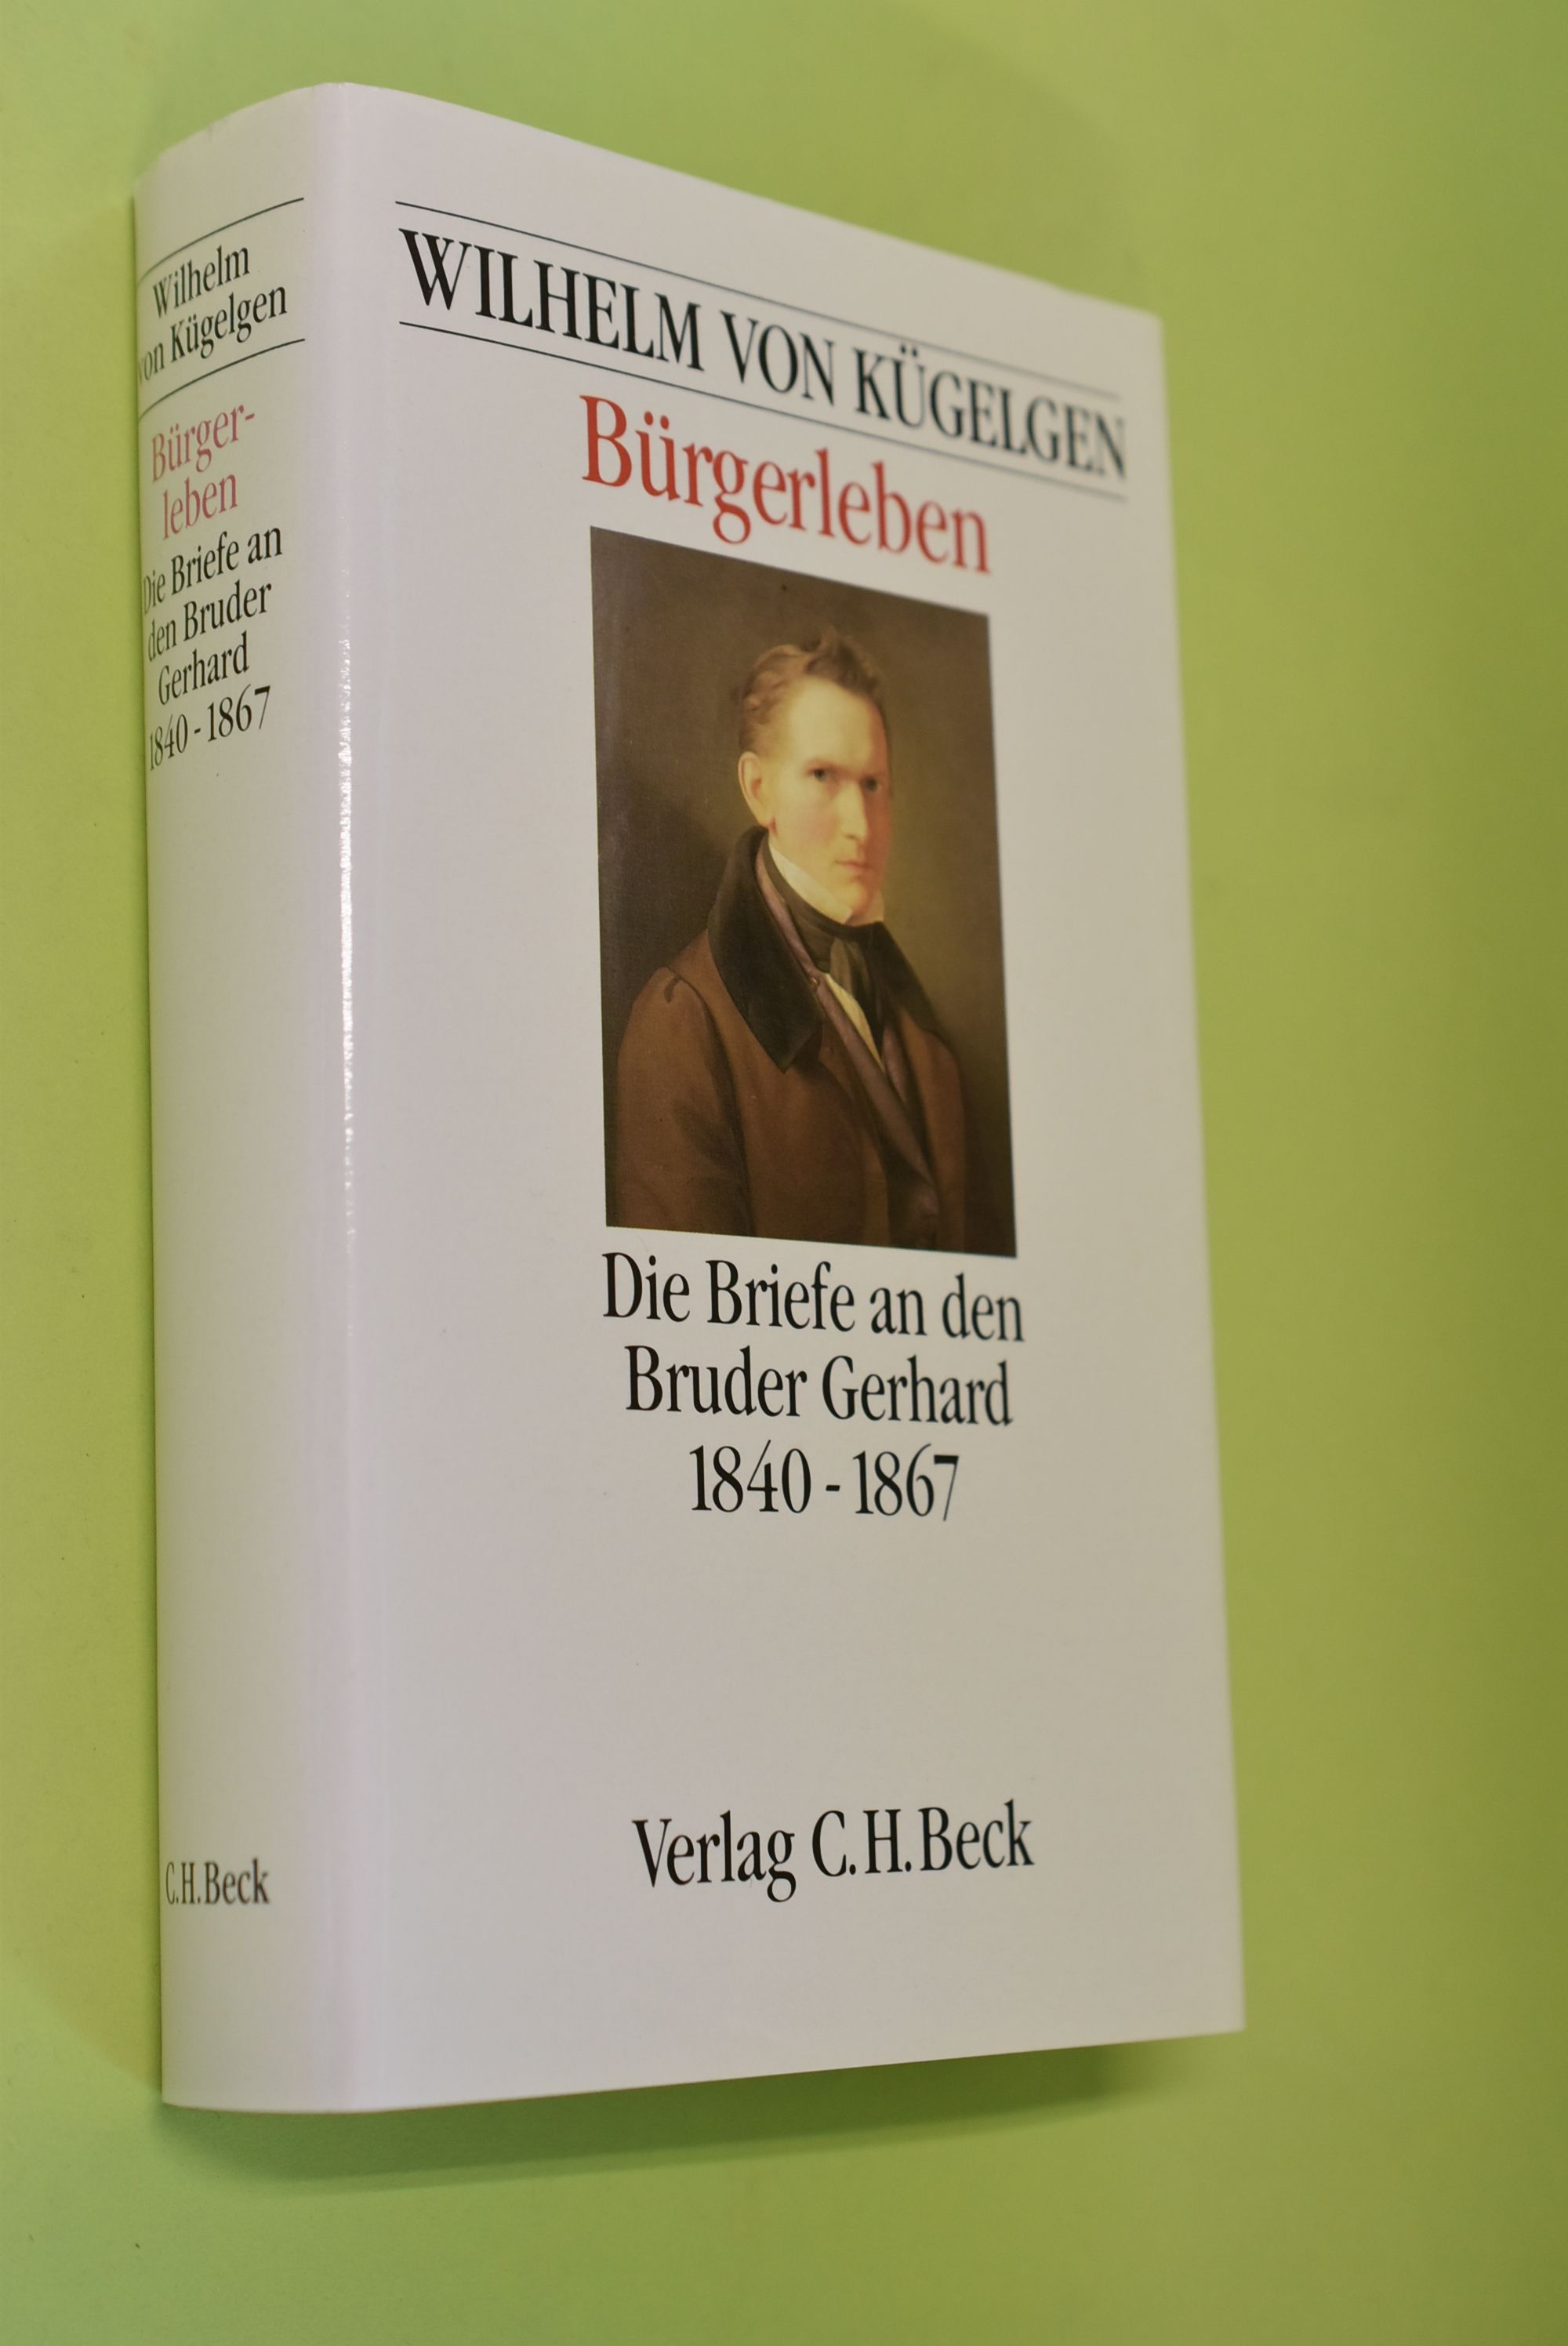 Wilhelm
von Kügelgen
Bürger-
leben
Die Briefe an
den Bruder
Gerhard
1840 - 1867
C.H.Beck
WILHELM VON KÜGELGEN
Bürgerleben
Die Briefe an den
Bruder Gerhard
1840 - 1867
Verlag C.H.Beck